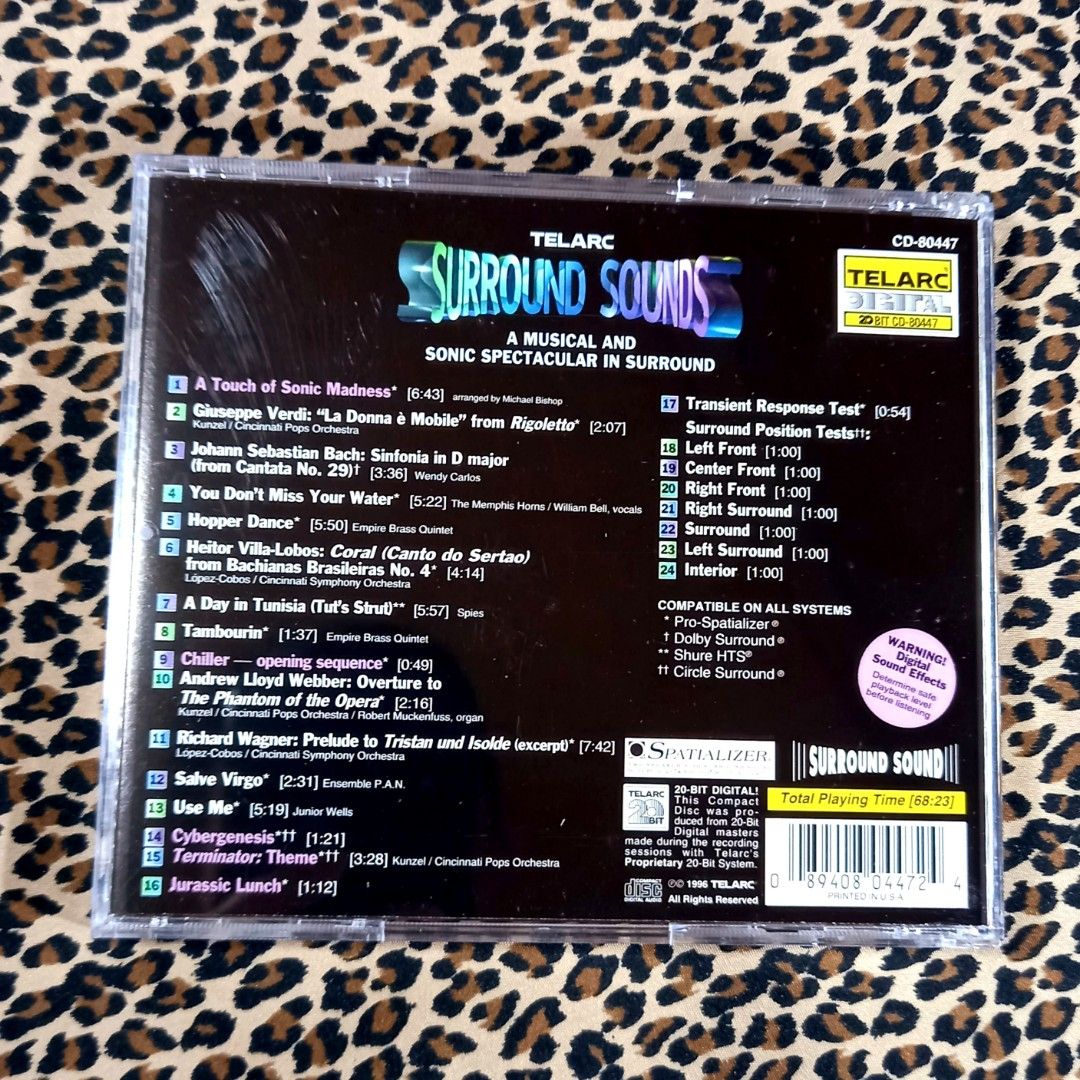 TELARC
SURROUND SOUNDS
A MUSICAL AND
SONIC SPECTACULAR IN SURROUND
CD-80447
TELARC
DIGITAL
20 BIT CD-80447
1 A Touch of Sonic Madness* [6:43] arranged by Michael Bishop
2 Giuseppe Verdi: “La Donna è Mobile” from Rigoletto* [2:07]
Kunzel / Cincinnati Pops Orchestra
3 Johann Sebastian Bach: Sinfonia in D major
(from Cantata No. 29)† [3:36] Wendy Carlos
4 You Don't Miss Your Water* [5:22] The Memphis Horns / William Bell, vocals
5 Hopper Dance* [5:50] Empire Brass Quintet
6 Heitor Villa-Lobos: Coral (Canto do Sertao)
from Bachianas Brasileiras No. 4* [4:14]
López-Cobos / Cincinnati Symphony Orchestra
7 A Day in Tunisia (Tut's Strut)** [5:57] Spies
8 Tambourin* [1:37] Empire Brass Quintet
9 Chiller — opening sequence* [0:49]
10 Andrew Lloyd Webber: Overture to
The Phantom of the Opera* [2:16]
Kunzel / Cincinnati Pops Orchestra / Robert Muckenfuss, organ
11 Richard Wagner: Prelude to Tristan und Isolde (excerpt)* [7:42]
López-Cobos / Cincinnati Symphony Orchestra
12 Salve Virgo* [2:31] Ensemble P.A.N.
13 Use Me* [5:19] Junior Wells
14 Cybergenesis*†† [1:21]
15 Terminator: Theme*†† [3:28] Kunzel / Cincinnati Pops Orchestra
16 Jurassic Lunch* [1:12]
17 Transient Response Test* [0:54]
Surround Position Tests††:
18 Left Front [1:00]
19 Center Front [1:00]
20 Right Front [1:00]
21 Right Surround [1:00]
22 Surround [1:00]
23 Left Surround [1:00]
24 Interior [1:00]
COMPATIBLE ON ALL SYSTEMS
* Pro-Spatializer®
† Dolby Surround®
** Shure HTS®
†† Circle Surround®
WARNING!
Digital
Sound Effects
Determine safe
playback level
before listening
SPATIALIZER
SURROUND SOUND
TELARC
20
BIT
20-BIT DIGITAL!
This Compact
Disc was pro-
duced from 20-Bit
Digital masters
made during the recording
sessions with Telarc's
Proprietary 20-Bit System.
COMPACT
disc
DIGITAL AUDIO
℗© 1996 TELARC®
All Rights Reserved
Total Playing Time [68:23]
0 89408 04472 4
PRINTED IN U.S.A.